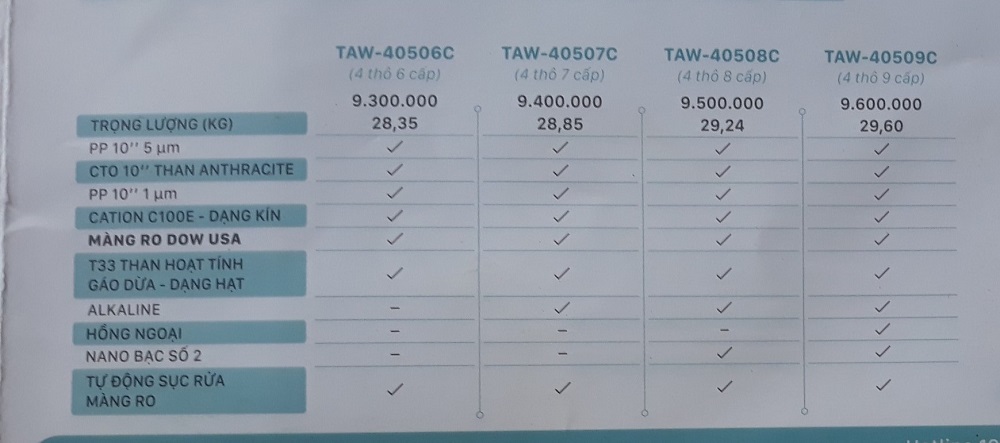 TAW-40506C TAW-40507C TAW-40508C TAW-40509C
(4 thô 6 cấp) (4 thô 7 cấp) (4 thô 8 cấp) (4 thô 9 cấp)
9.300.000 9.400.000 9.500.000 9.600.000
TRỌNG LƯỢNG (KG) 28,35 28,85 29,24 29,60
PP 10" 5 µm ✓ ✓ ✓ ✓
CTO 10" THAN ANTHRACITE ✓ ✓ ✓ ✓
PP 10" 1 µm ✓ ✓ ✓ ✓
CATION C100E - DẠNG KÍN ✓ ✓ ✓ ✓
MÀNG RO DOW USA ✓ ✓ ✓ ✓
T33 THAN HOẠT TÍNH
GÁO DỪA - DẠNG HẠT ✓ ✓ ✓ ✓
ALKALINE – ✓ ✓ ✓
HỒNG NGOẠI – – – ✓
NANO BẠC SỐ 2 – – ✓ ✓
TỰ ĐỘNG SỤC RỬA
MÀNG RO ✓ ✓ ✓ ✓